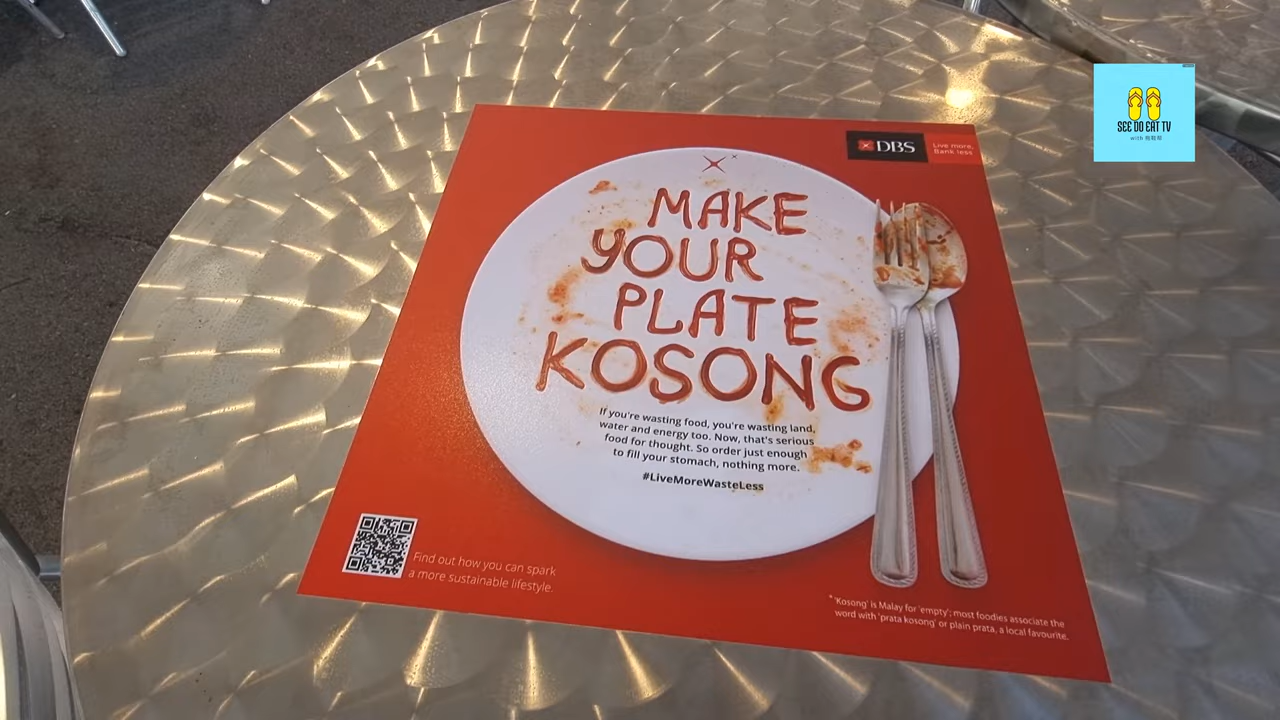 DBS
Live more,
Bank less
MAKE
YOUR
PLATE
KOSONG
If you're wasting food, you're wasting land,
water and energy too. Now, that's serious
food for thought. So order just enough
to fill your stomach, nothing more.
#LiveMoreWasteLess
Find out how you can spark
a more sustainable lifestyle.
* 'Kosong' is Malay for 'empty'; most foodies associate the
word with 'prata kosong' or plain prata, a local favourite.
SEE DO EAT TV
with